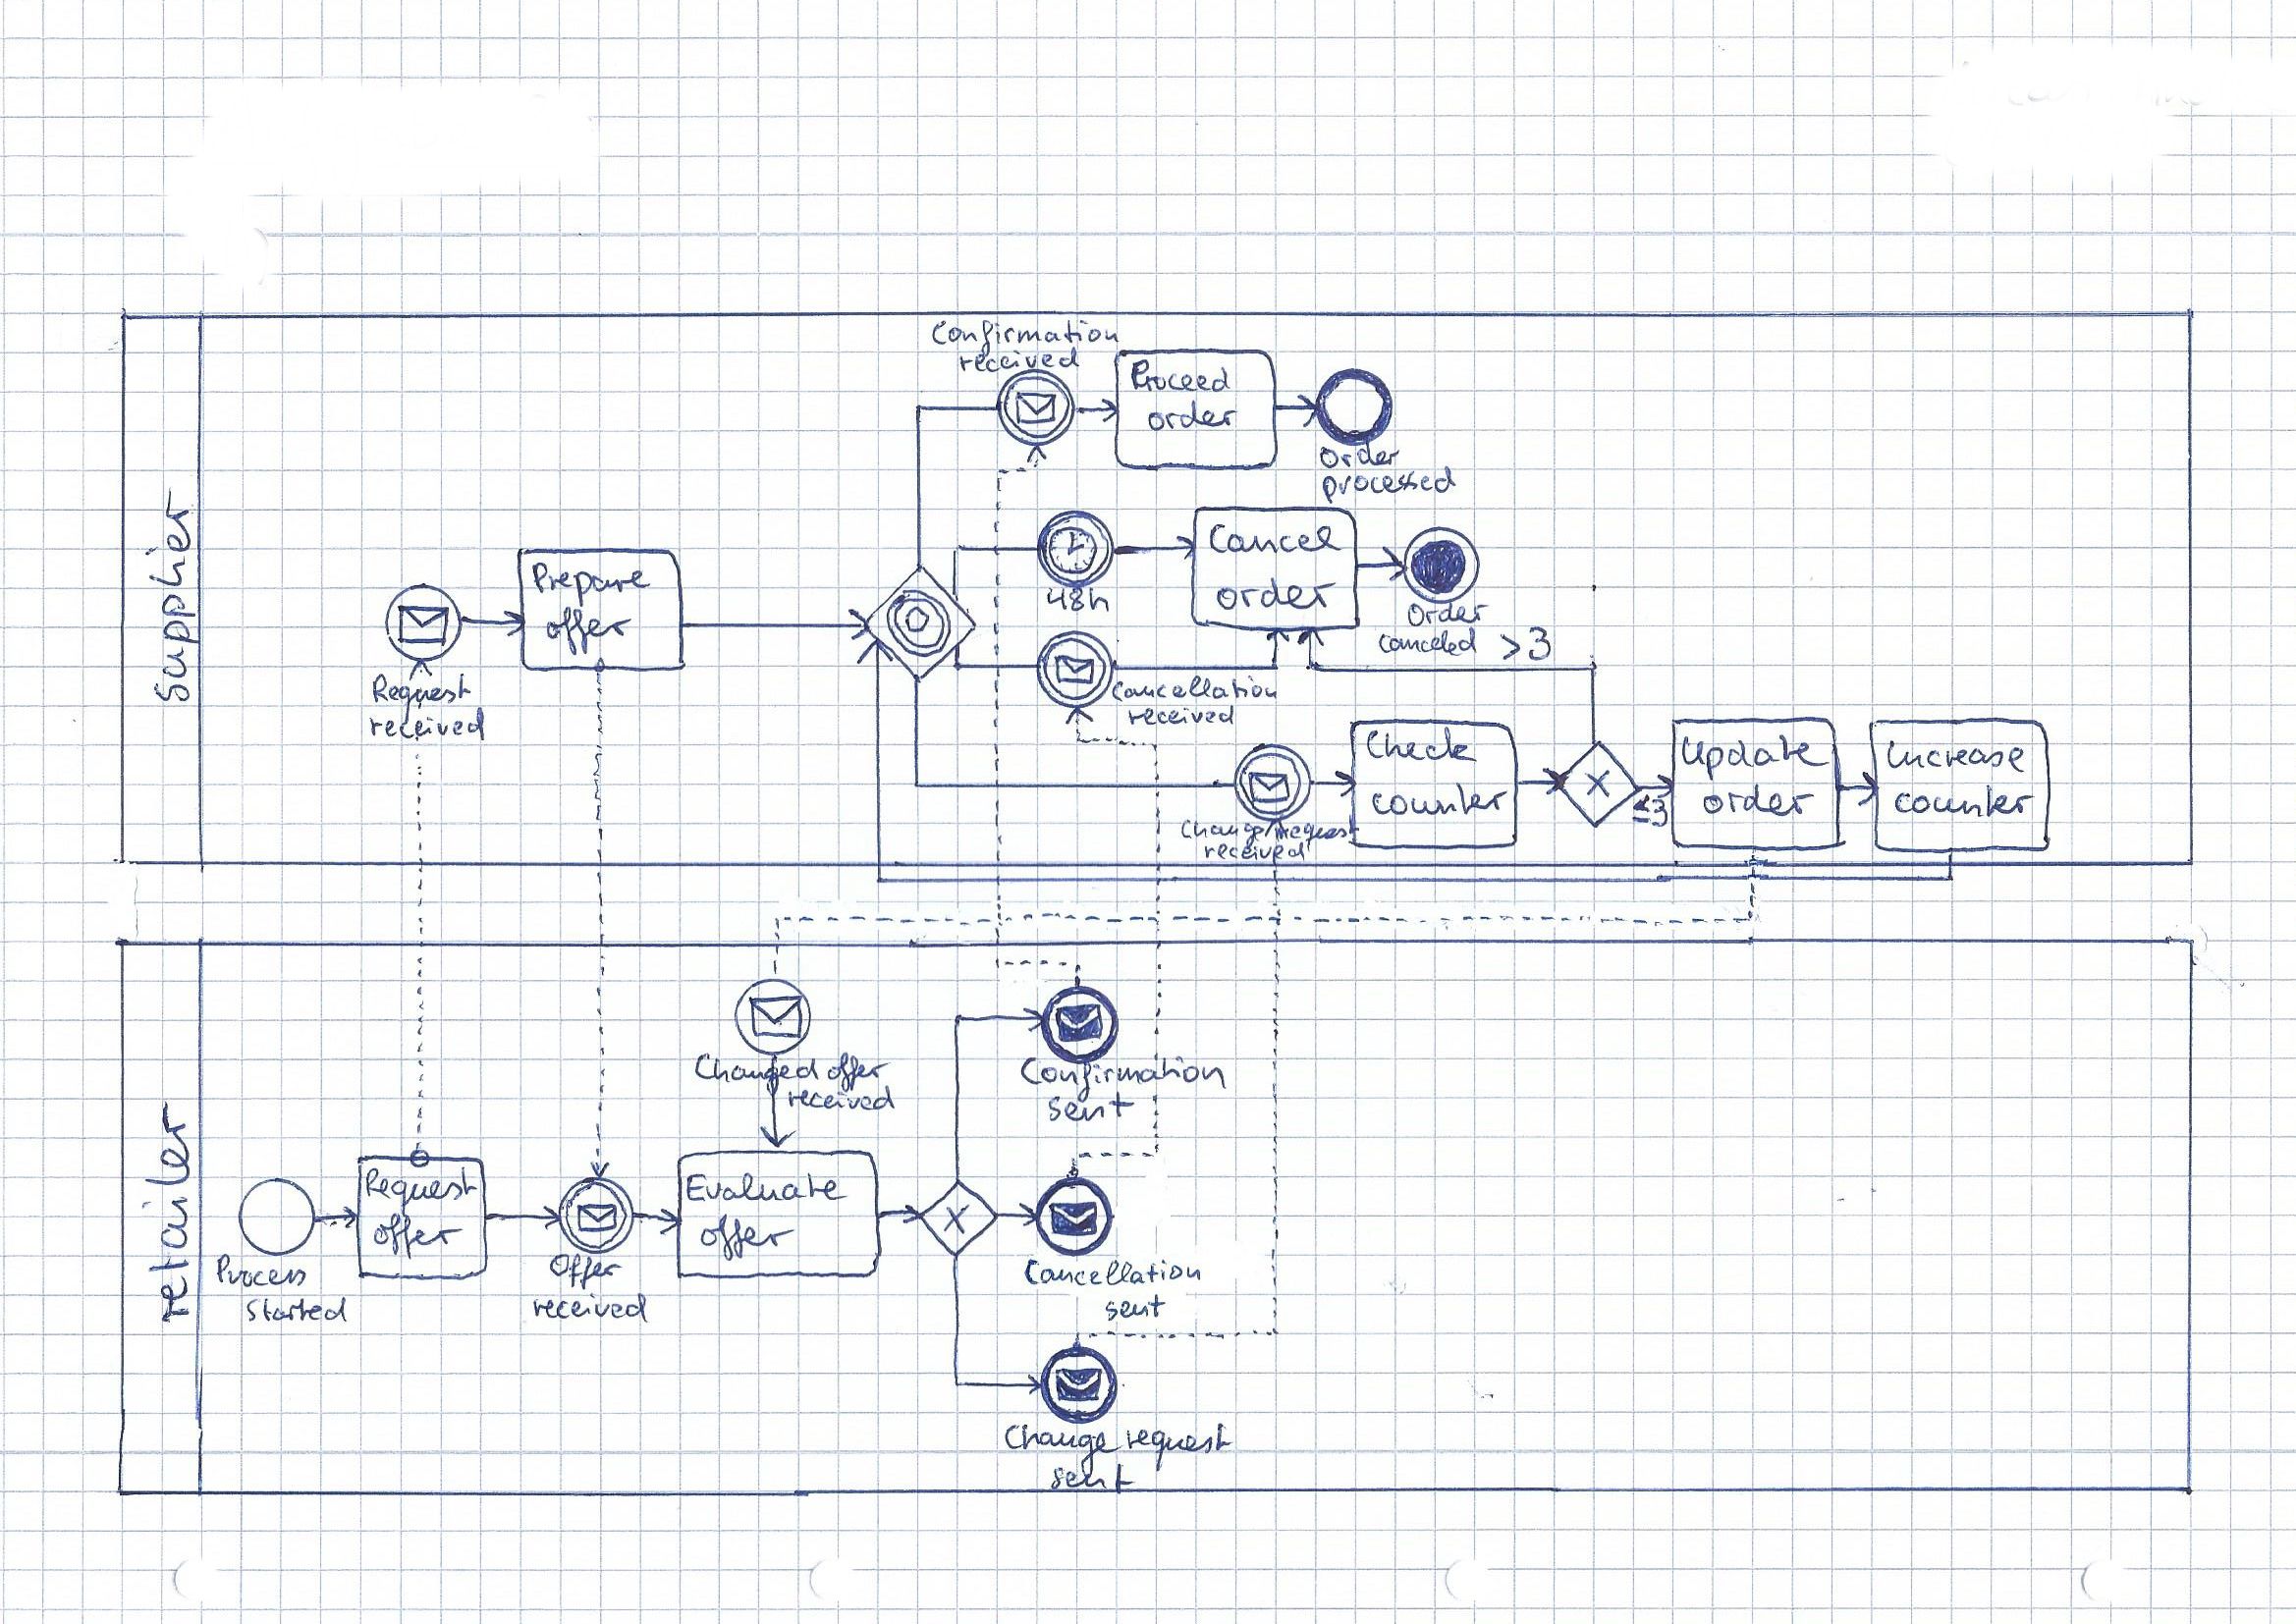 Supplier
Request
received
Prepare
offer
Confirmation
received
Proceed
order
Order
processed
48h
Cancel
order
Order
canceled
>3
Cancellation
received
Change request
received
Check
counter
X
≤3
Update
order
Increase
counter
retailer
Process
started
Request
offer
Offer
received
Changed offer
received
Evaluate
offer
X
Confirmation
sent
Cancellation
sent
Change request
sent